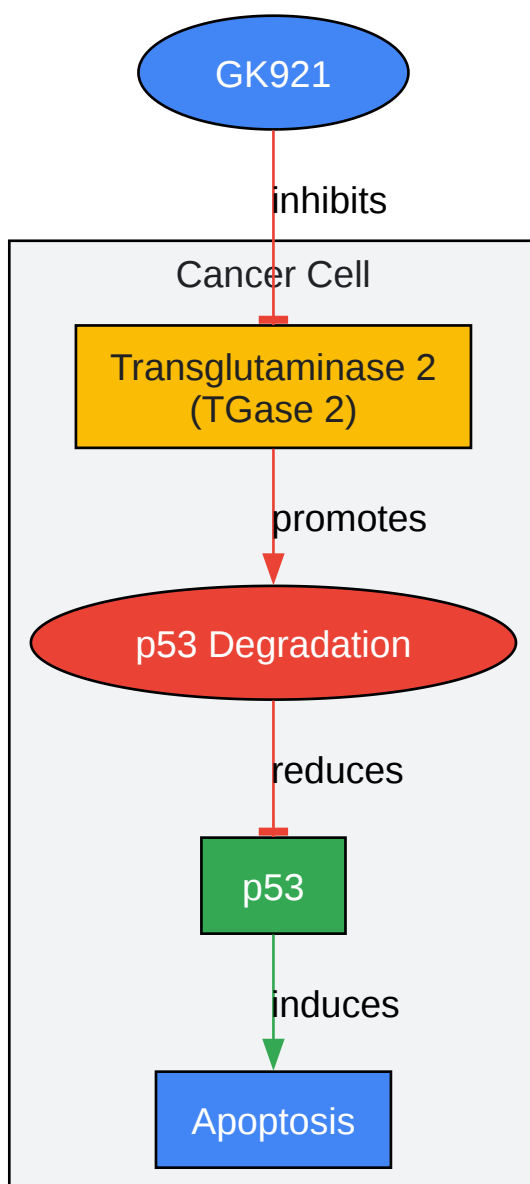 GK921
inhibits
Cancer Cell
Transglutaminase 2
(TGase 2)
promotes
p53 Degradation
reduces
p53
induces
Apoptosis